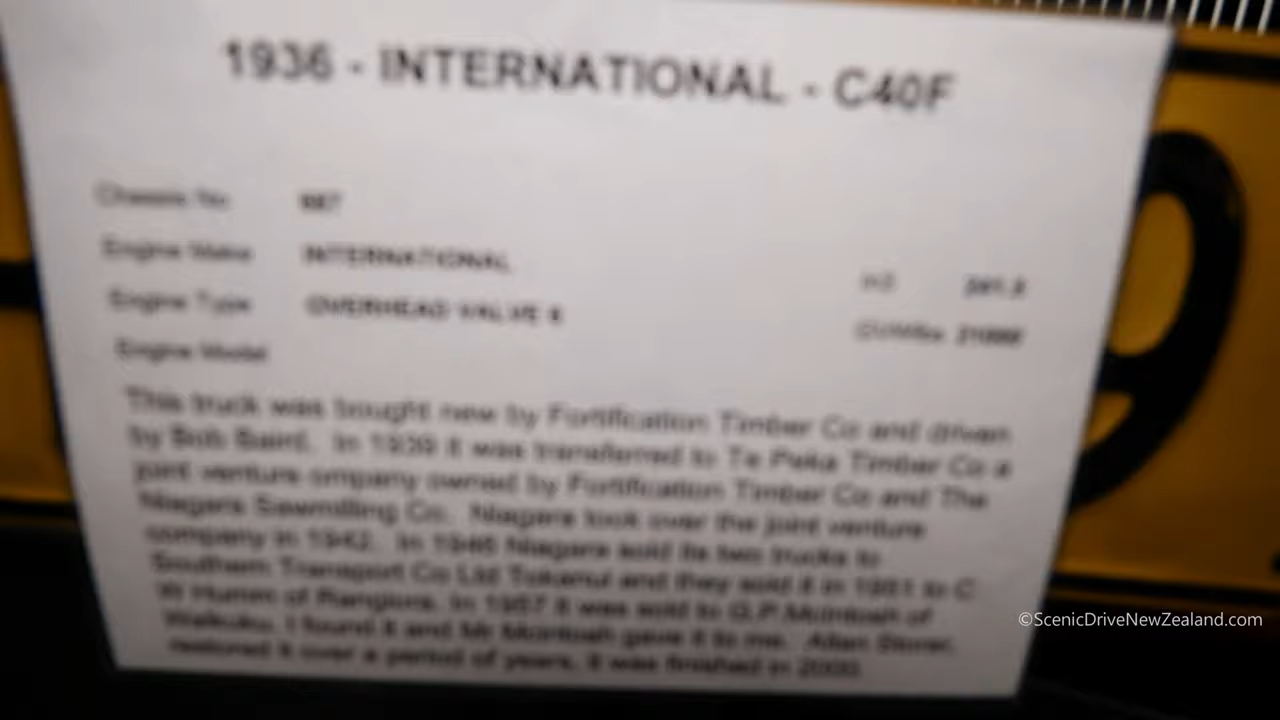 1936 - INTERNATIONAL - C40F
Chassis No 
Engine Make INTERNATIONAL
Engine Type OVERHEAD VALVE 6
Engine Model
This truck was bought new by Fortification Timber Co and driven
by Bob Baird. In 1939 it was transferred to Te Peka Timber Co a
joint venture ompany owned by Fortification Timber Co and The
Niagara Sawmilling Co. Niagara took over the joint venture
company in 1942. In 1946 Niagara sold its two trucks to
Southern Transport Co Ltd Tokanui and they sold it in 1951 to C
W Humm of Rangiora. In 1957 it was sold to G.P.McIntosh of
Waikuku. I found it and Mr McIntosh gave it to me. Allan Storer,
restored it over a period of years, it was finished in 2000
©ScenicDriveNewZealand.com